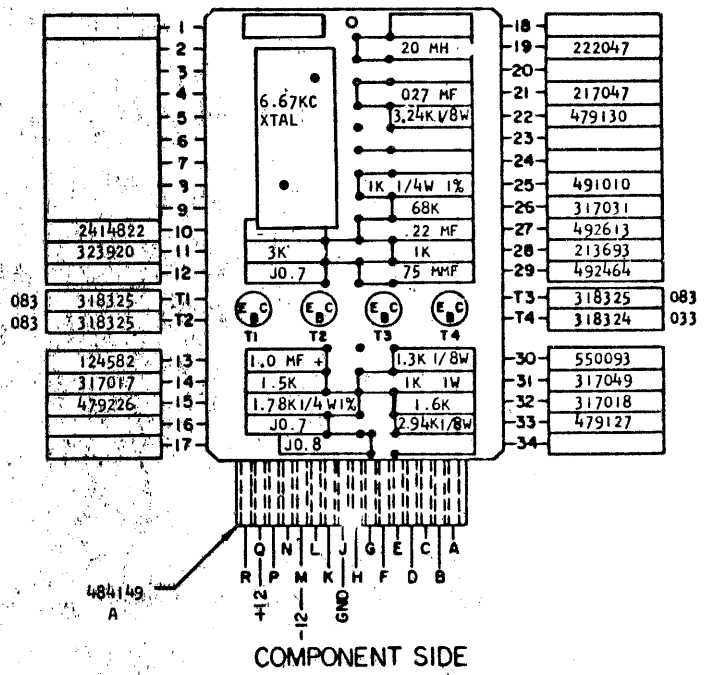 1 18
2 20 MH 19 222047
3 20
4 6.67KC 027 MF 21 217047
5 XTAL 3.24K 1/8W 22 479130
6 23
7 24
8 1K 1/4W 1% 25 491010
9 68K 26 317031
2414822 10 .22 MF 27 492613
323920 11 3K 1K 28 213693
12 J0.7 75 MMF 29 492464
083 318325 T1 E B C E B C E B C E B C T3 318325 083
083 318325 T2 T4 318324 033
T1 T2 T3 T4
124582 13 1.0 MF + 1.3K 1/8W 30 550093
317017 14 1.5K 1K 1W 31 317049
479226 15 1.78K 1/4W1% 1.6K 32 317018
16 J0.7 2.94K1/8W 33 479127
17 J0.8 34
Q N L J G E C A
R P M K H F D B
484149
A
+12 -12 GND
COMPONENT SIDE